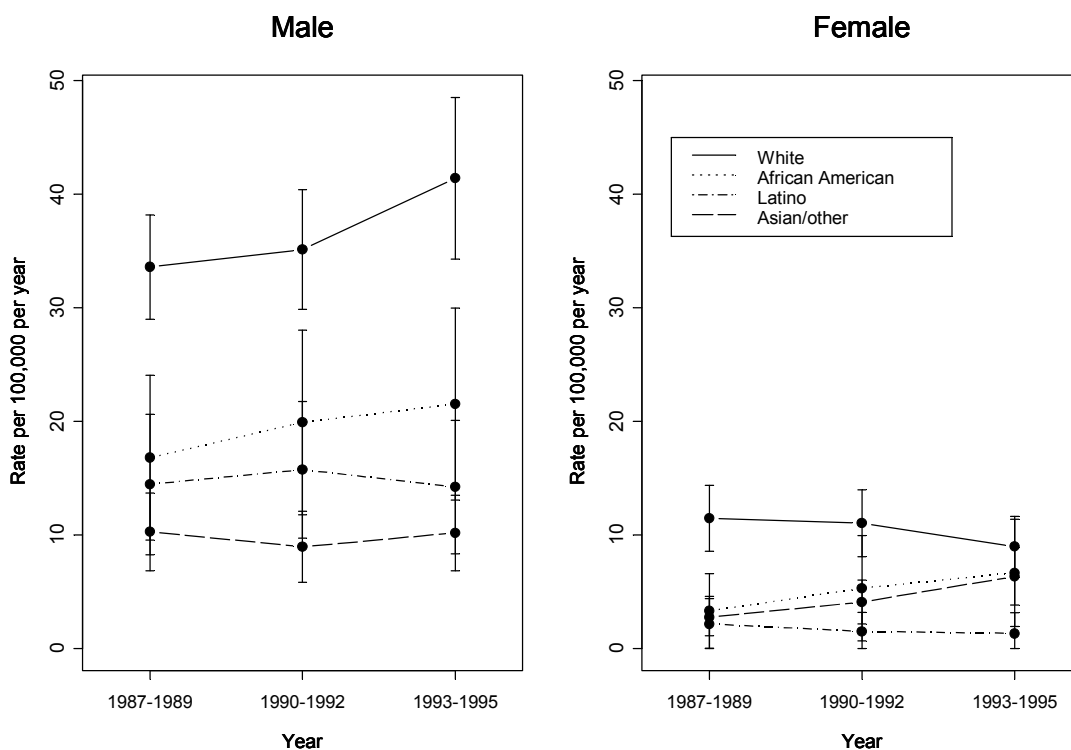 Male
Female
50
40
30
20
10
0
Rate per 100,000 per year
1987-1989
1990-1992
1993-1995
Year
50
40
30
20
10
0
Rate per 100,000 per year
White
African American
Latino
Asian/other
1987-1989
1990-1992
1993-1995
Year